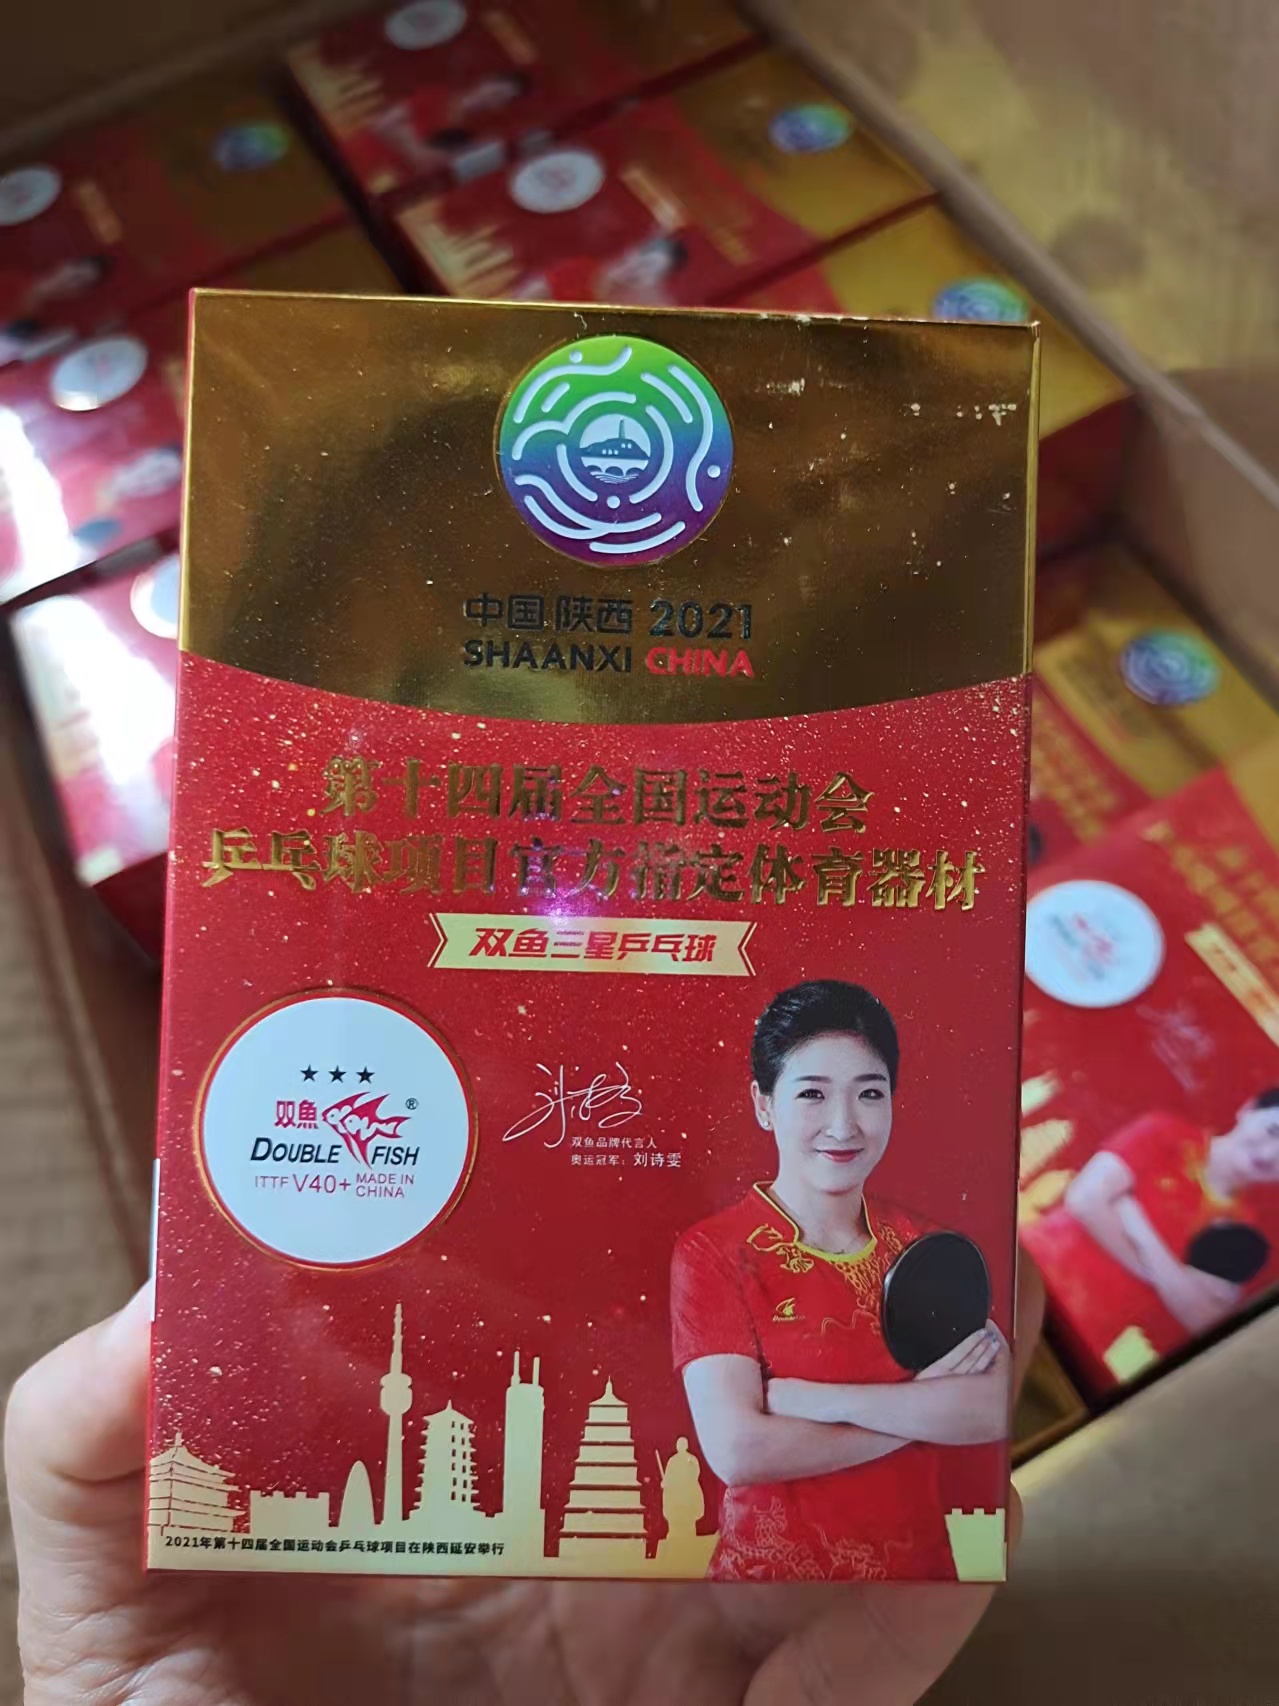 中国 陕西 2021
SHAANXI CHINA
第十四届全国运动会
乒乓球项目官方指定体育器材
双鱼三星乒乓球
★★★
双魚 ®
DOUBLE FISH
ITTF V40+ MADE IN CHINA
双鱼品牌代言人
奥运冠军：刘诗雯
2021年第十四届全国运动会乒乓球项目在陕西延安举行